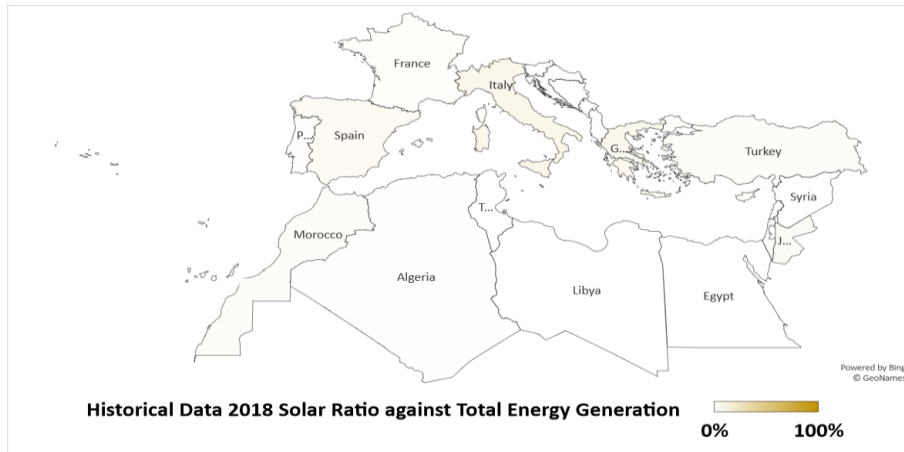 France
Italy
P... Spain
G...
Turkey
T...
Syria
Morocco
J...
Algeria
Libya
Egypt
Powered by Bing
© GeoNames
Historical Data 2018 Solar Ratio against Total Energy Generation
0% 100%